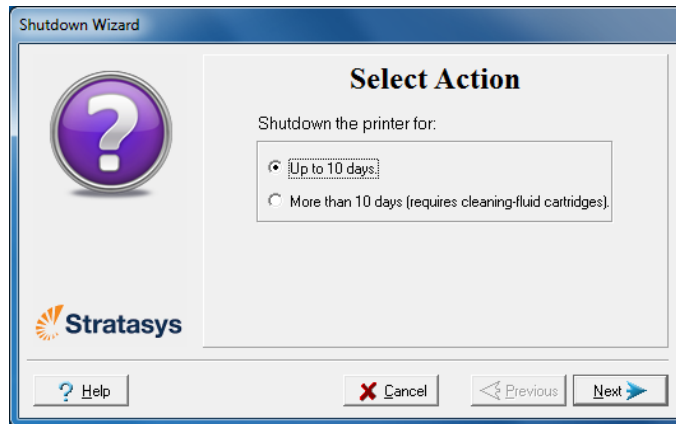 Shutdown Wizard
Select Action
Shutdown the printer for:
Up to 10 days.
More than 10 days (requires cleaning-fluid cartridges).
Stratasys
? Help
Cancel
Previous
Next